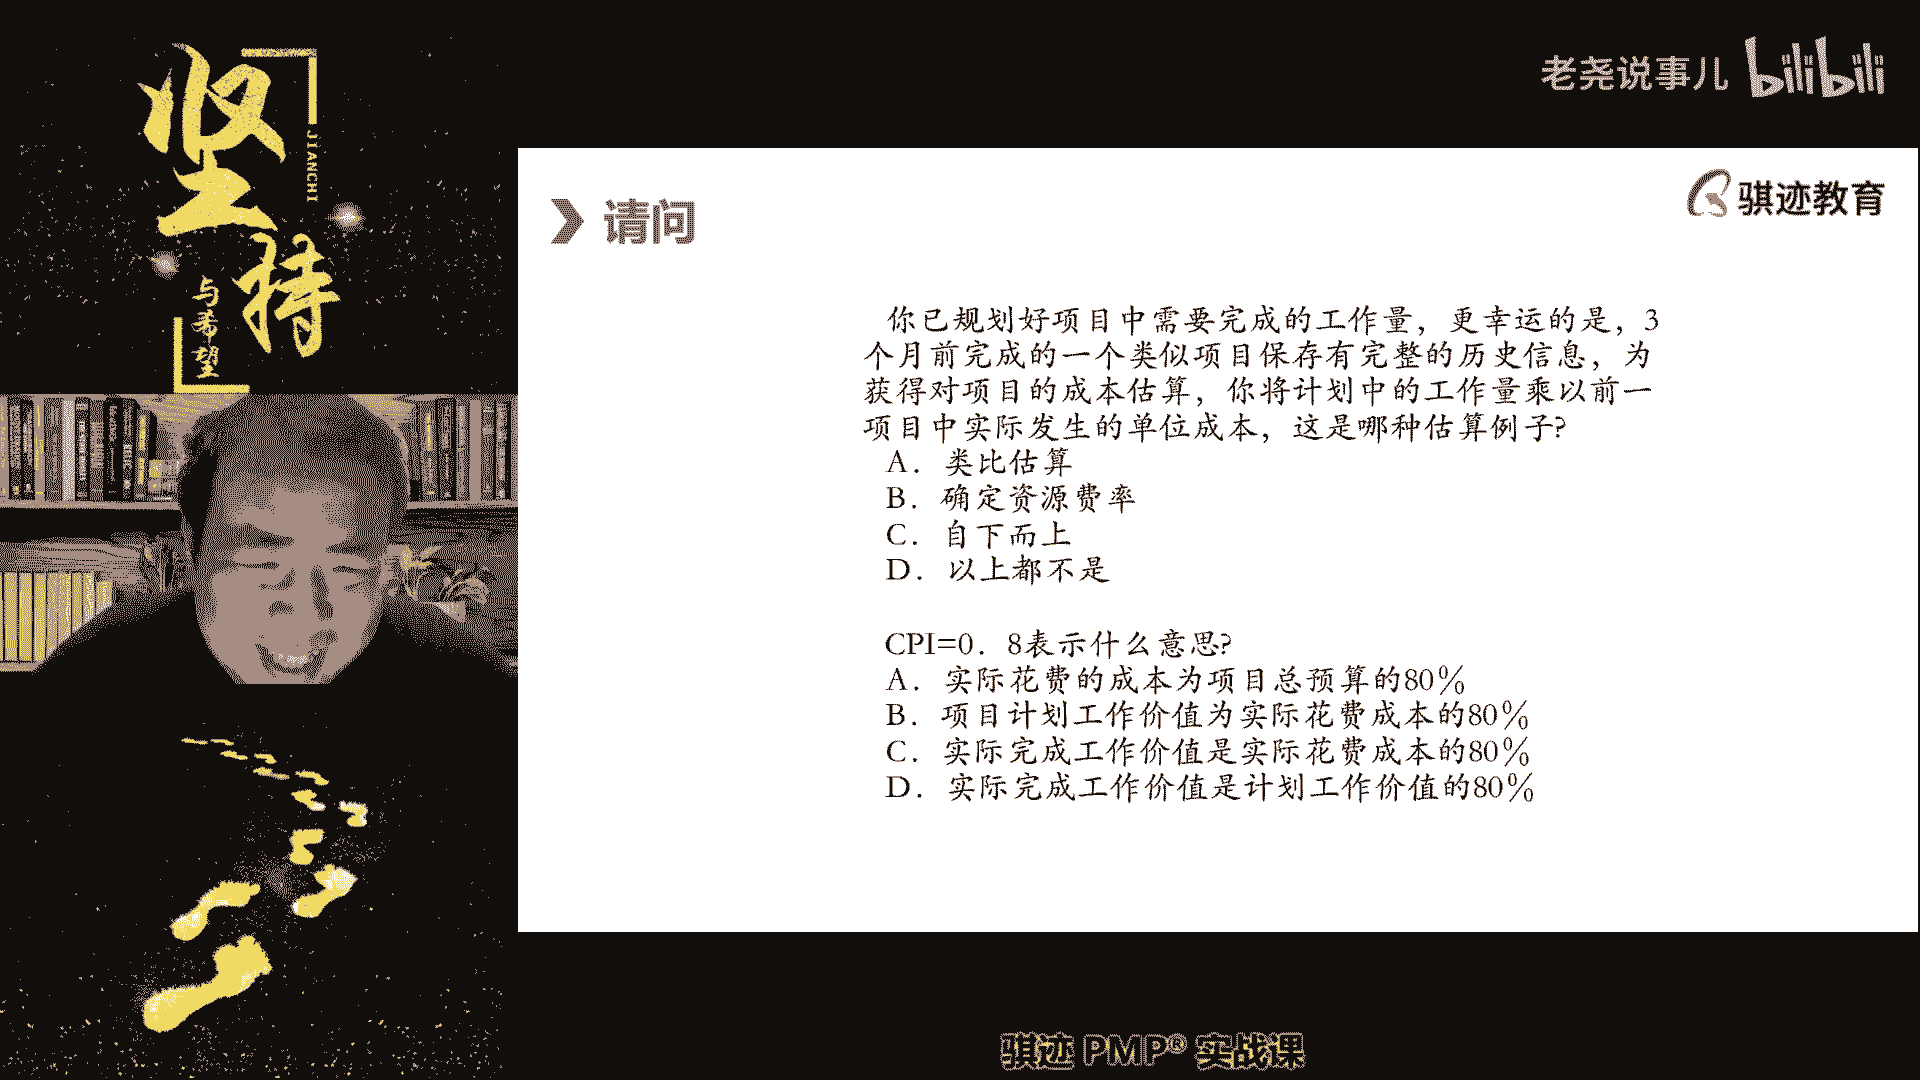 坚持
JIANCHI
与希望
老尧说事儿 bilibili
骐迹教育
请问
你已规划好项目中需要完成的工作量，更幸运的是，3
个月前完成的一个类似项目保存有完整的历史信息，为
获得对项目的成本估算，你将计划中的工作量乘以前一
项目中实际发生的单位成本，这是哪种估算例子?
A．类比估算
B．确定资源费率
C．自下而上
D．以上都不是
CPI=0．8表示什么意思?
A．实际花费的成本为项目总预算的80％
B．项目计划工作价值为实际花费成本的80％
C．实际完成工作价值是实际花费成本的80％
D．实际完成工作价值是计划工作价值的80％
骐迹 PMP® 实战课